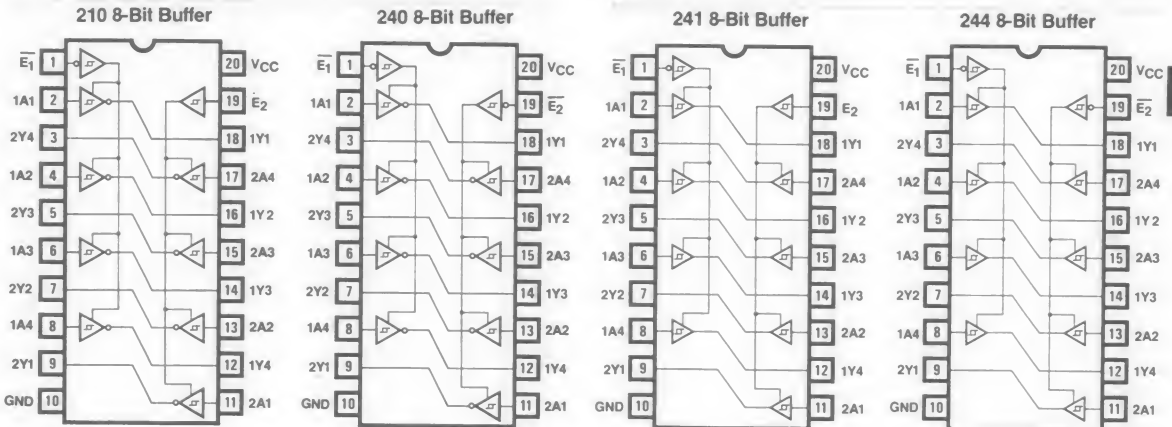 210 8-Bit Buffer
E̅1 1 20 VCC
1A1 2 19 E2
2Y4 3 18 1Y1
1A2 4 17 2A4
2Y3 5 16 1Y2
1A3 6 15 2A3
2Y2 7 14 1Y3
1A4 8 13 2A2
2Y1 9 12 1Y4
GND 10 11 2A1
240 8-Bit Buffer
E̅1 1 20 VCC
1A1 2 19 E̅2
2Y4 3 18 1Y1
1A2 4 17 2A4
2Y3 5 16 1Y2
1A3 6 15 2A3
2Y2 7 14 1Y3
1A4 8 13 2A2
2Y1 9 12 1Y4
GND 10 11 2A1
241 8-Bit Buffer
E̅1 1 20 VCC
1A1 2 19 E2
2Y4 3 18 1Y1
1A2 4 17 2A4
2Y3 5 16 1Y2
1A3 6 15 2A3
2Y2 7 14 1Y3
1A4 8 13 2A2
2Y1 9 12 1Y4
GND 10 11 2A1
244 8-Bit Buffer
E̅1 1 20 VCC
1A1 2 19 E̅2
2Y4 3 18 1Y1
1A2 4 17 2A4
2Y3 5 16 1Y2
1A3 6 15 2A3
2Y2 7 14 1Y3
1A4 8 13 2A2
2Y1 9 12 1Y4
GND 10 11 2A1